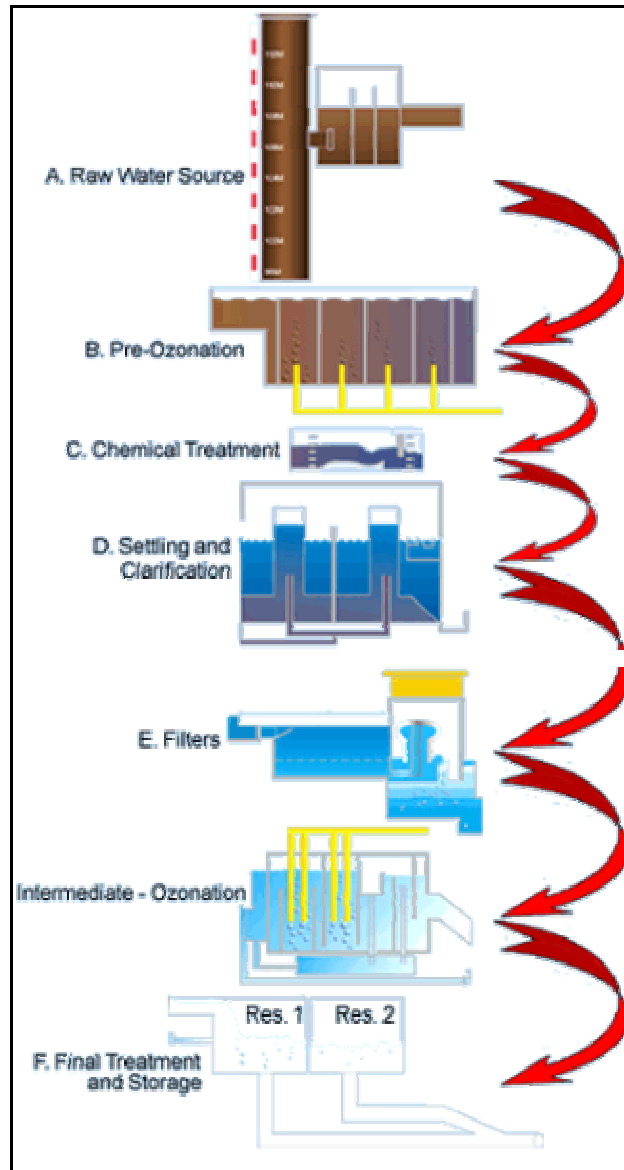 A. Raw Water Source
B. Pre-Ozonation
C. Chemical Treatment
D. Settling and
Clarification
E. Filters
Intermediate - Ozonation
Res. 1 Res. 2
F. Final Treatment
and Storage